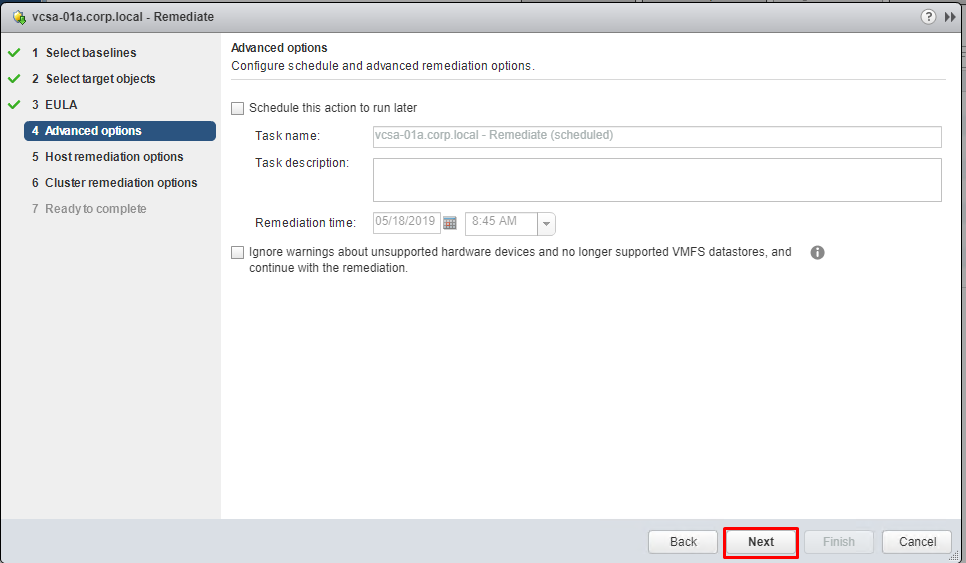 vcsa-01a.corp.local - Remediate
?
1 Select baselines
2 Select target objects
3 EULA
4 Advanced options
5 Host remediation options
6 Cluster remediation options
7 Ready to complete
Advanced options
Configure schedule and advanced remediation options.
Schedule this action to run later
Task name: vcsa-01a.corp.local - Remediate (scheduled)
Task description:
Remediation time: 05/18/2019 8:45 AM
Ignore warnings about unsupported hardware devices and no longer supported VMFS datastores, and
continue with the remediation.
Back Next Finish Cancel